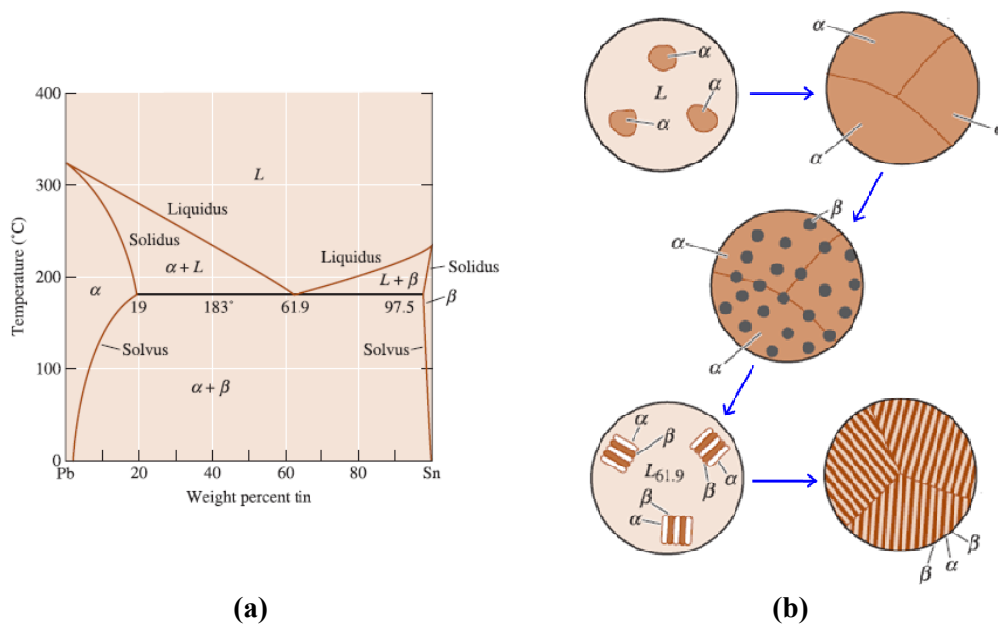 Temperature (°C)
400
300
200
100
0
L
Liquidus
Solidus
α + L
Liquidus
Solidus
L + β
β
α
19
183°
61.9
97.5
Solvus
Solvus
α + β
Pb
20
40
60
80
Sn
Weight percent tin
(a)
α
L
α
α
α
α
α
β
α
α
α
β
L61.9
β
α
β
α
β
α
β
(b)